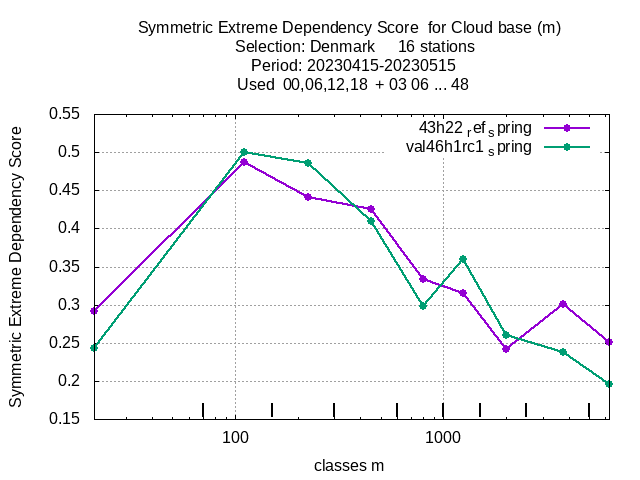 Symmetric Extreme Dependency Score for Cloud base (m)
Selection: Denmark 16 stations
Period: 20230415-20230515
Used 00,06,12,18 + 03 06 ... 48
43h22 ref spring
val46h1rc1 spring
Symmetric Extreme Dependency Score
0.55
0.5
0.45
0.4
0.35
0.3
0.25
0.2
0.15
100 1000
classes m